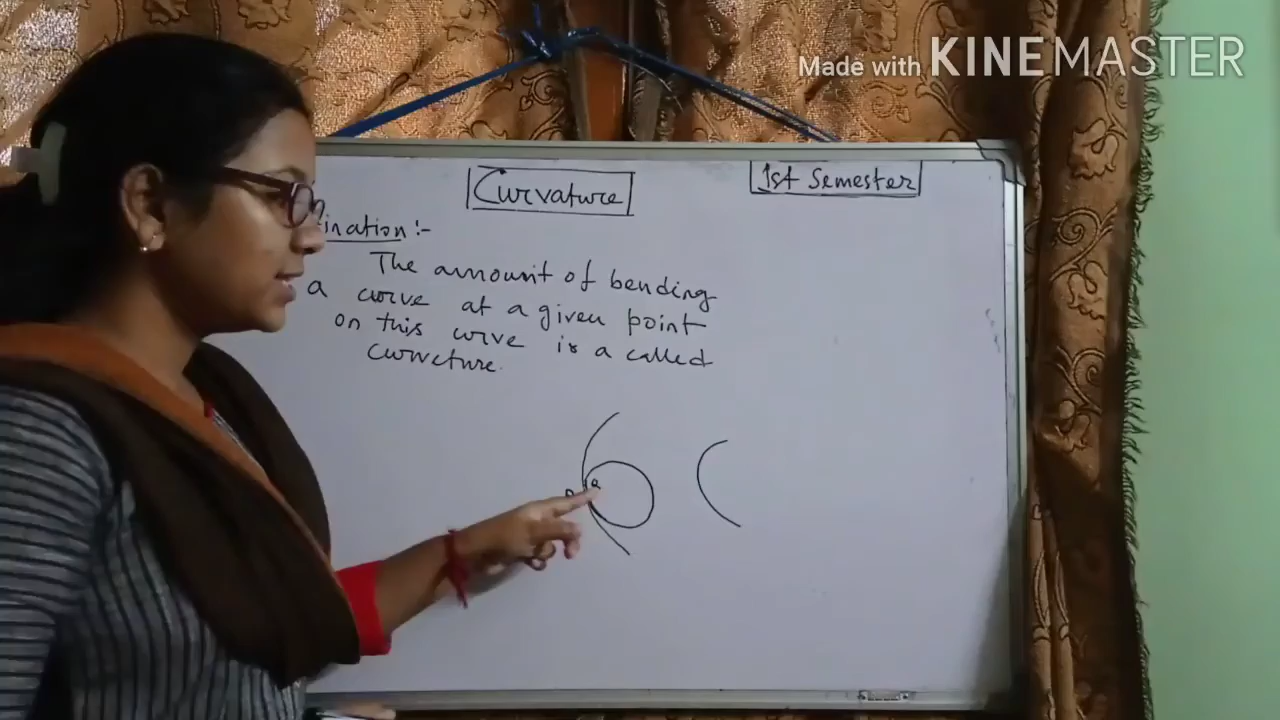 Made with KINEMASTER
Curvature
1st Semester
ination :-
The amount of bending
a curve at a given point
on this curve is a called
curveture.
a